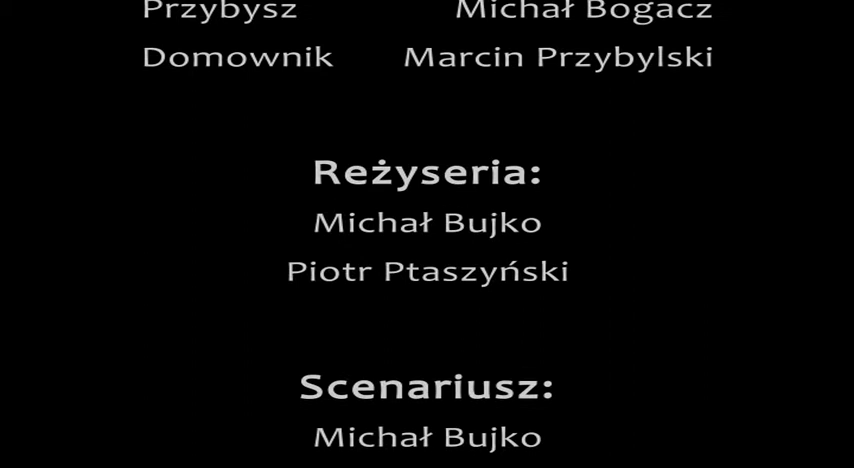 Przybysz Michał Bogacz
Domownik Marcin Przybylski
Reżyseria:
Michał Bujko
Piotr Ptaszyński
Scenariusz:
Michał Bujko